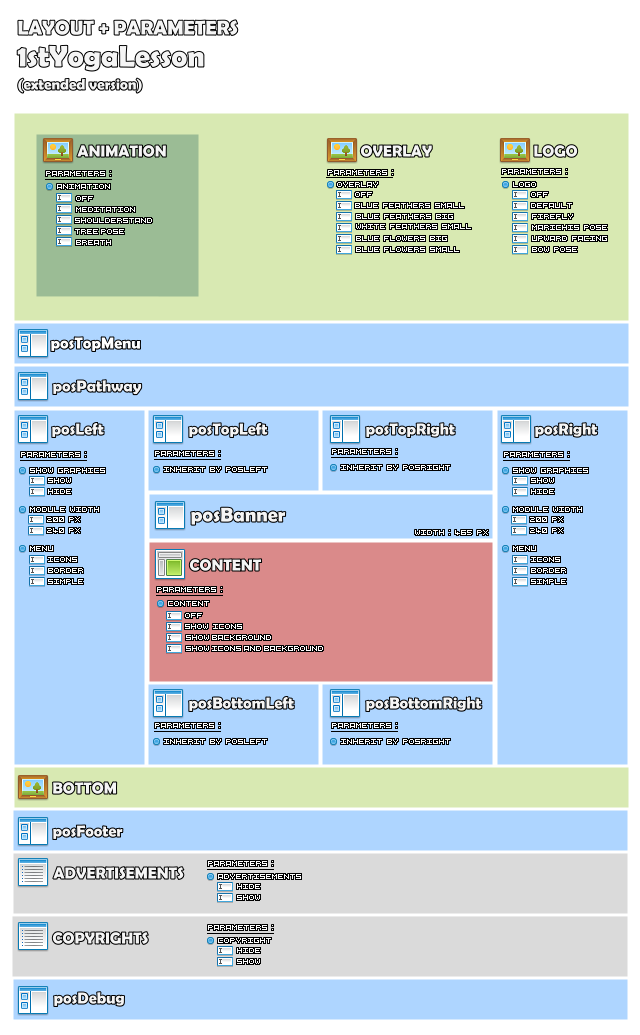 LAYOUT + PARAMETERS
1stYogaLesson
(extended version)
ANIMATION
PARAMETERS :
ANIMATION
OFF
MEDITATION
SHOULDERSTAND
TREEPOSE
BREATH
OVERLAY
PARAMETERS :
OVERLAY
OFF
BLUE FEATHERS SMALL
BLUE FEATHERS BIG
WHITE FEATHERS SMALL
BLUE FLOWERS BIG
BLUE FLOWERS SMALL
LOGO
PARAMETERS :
LOGO
OFF
DEFAULT
FIREFLY
MARICHIS POSE
UPWARD FACING
BOW POSE
posTopMenu
posPathway
posLeft
PARAMETERS :
SHOW GRAPHICS
SHOW
HIDE
MODULE WIDTH
200 PX
240 PX
MENU
ICONS
BORDER
SIMPLE
posTopLeft
PARAMETERS :
INHERIT BY POSLEFT
posTopRight
PARAMETERS :
INHERIT BY POSRIGHT
posRight
PARAMETERS :
SHOW GRAPHICS
SHOW
HIDE
MODULE WIDTH
200 PX
240 PX
MENU
ICONS
BORDER
SIMPLE
posBanner
WIDTH : 465 PX
CONTENT
PARAMETERS :
CONTENT
OFF
SHOW ICONS
SHOW BACKGROUND
SHOW ICONS AND BACKGROUND
posBottomLeft
PARAMETERS :
INHERIT BY POSLEFT
posBottomRight
PARAMETERS :
INHERIT BY POSRIGHT
BOTTOM
posFooter
ADVERTISEMENTS
PARAMETERS :
ADVERTISEMENTS
HIDE
SHOW
COPYRIGHTS
PARAMETERS :
COPYRIGHT
HIDE
SHOW
posDebug